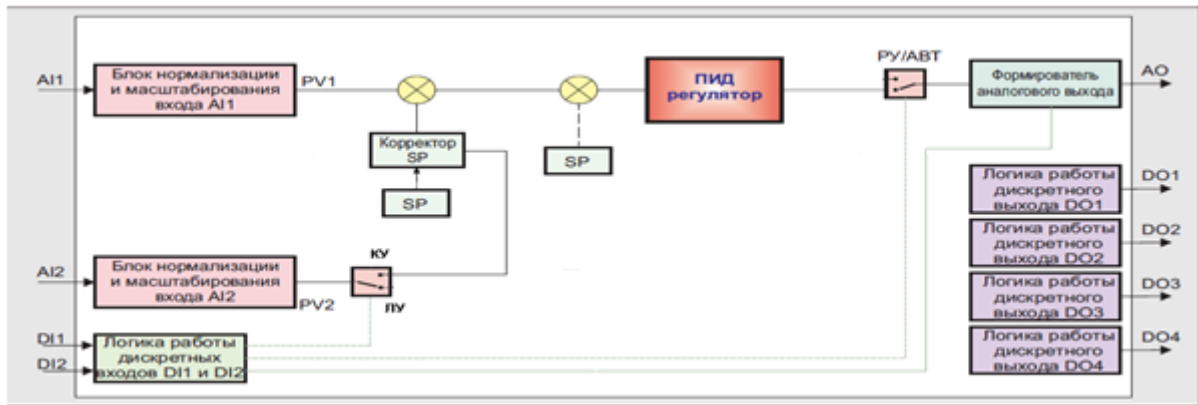 AI1
Блок нормализации
и масштабирования
входа AI1
PV1
Корректор
SP
SP
SP
ПИД
регулятор
РУ/АВТ
Формирователь
аналогового выхода
AO
AI2
Блок нормализации
и масштабирования
входа AI2
PV2
КУ
ЛУ
DI1
DI2
Логика работы
дискретных
входов DI1 и DI2
Логика работы
дискретного
выхода DO1
DO1
Логика работы
дискретного
выхода DO2
DO2
Логика работы
дискретного
выхода DO3
DO3
Логика работы
дискретного
выхода DO4
DO4